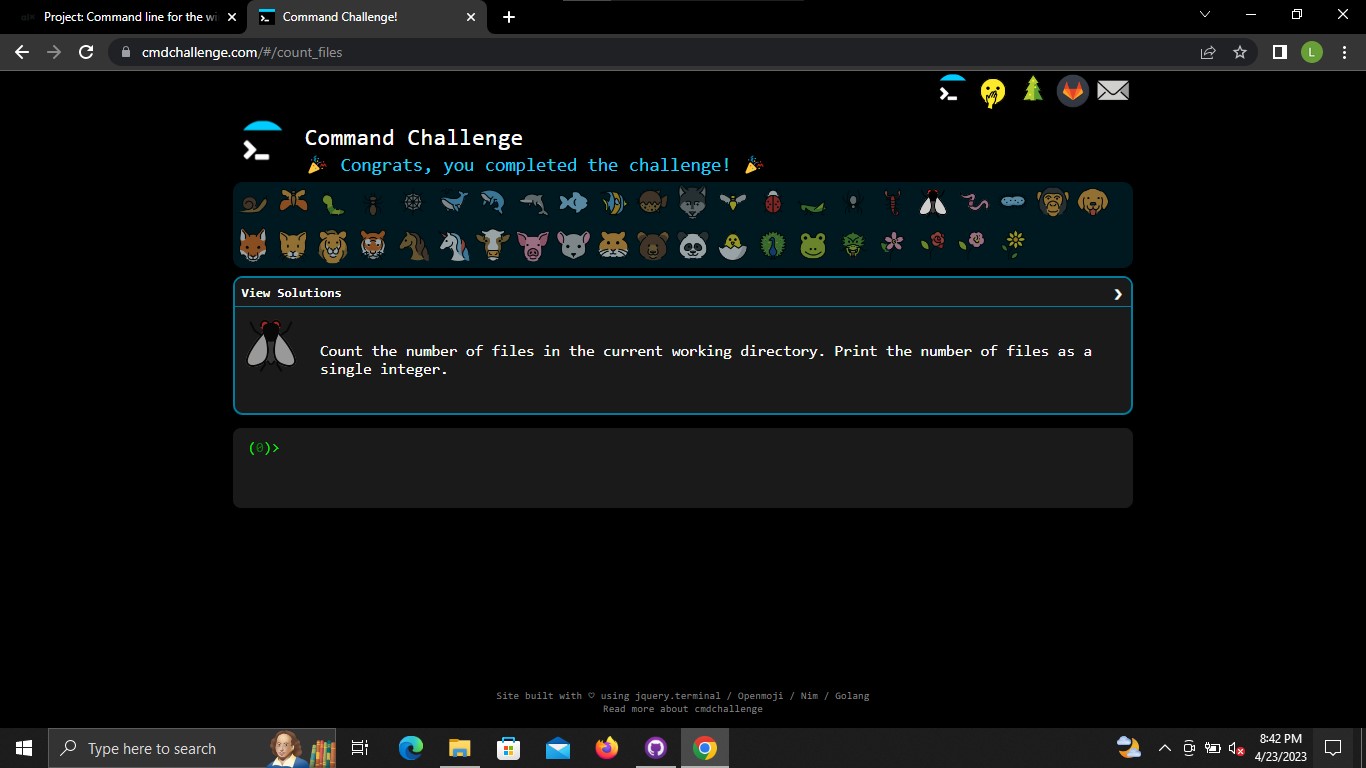 Project: Command line for the wi
Command Challenge!
cmdchallenge.com/#/count_files
L
Command Challenge
Congrats, you completed the challenge!
View Solutions
Count the number of files in the current working directory. Print the number of files as a
single integer.
(0)>
Site built with ♡ using jquery.terminal / Openmoji / Nim / Golang
Read more about cmdchallenge
Type here to search
8:42 PM
4/23/2023